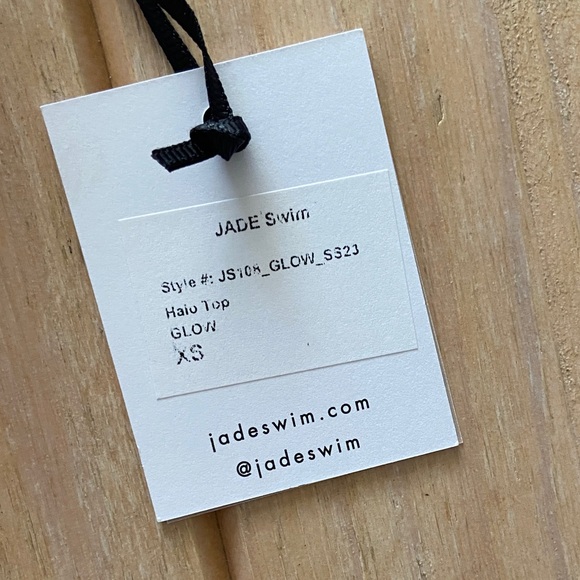 JADE Swim
Style #: JS108_GLOW_SS23
Halo Top
GLOW
XS
jadeswim.com
@jadeswim